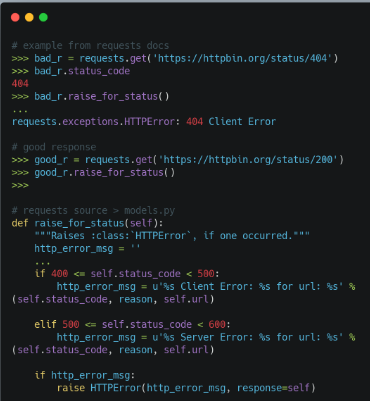 # example from requests docs
>>> bad_r = requests.get('https://httpbin.org/status/404')
>>> bad_r.status_code
404
>>> bad_r.raise_for_status()
...
requests.exceptions.HTTPError: 404 Client Error
# good response
>>> good_r = requests.get('https://httpbin.org/status/200')
>>> good_r.raise_for_status()
>>>
# requests source > models.py
def raise_for_status(self):
    """Raises :class:`HTTPError`, if one occurred."""
    http_error_msg = ''
    ...
    if 400 <= self.status_code < 500:
        http_error_msg = u'%s Client Error: %s for url: %s' %
(self.status_code, reason, self.url)
    elif 500 <= self.status_code < 600:
        http_error_msg = u'%s Server Error: %s for url: %s' %
(self.status_code, reason, self.url)
    if http_error_msg:
        raise HTTPError(http_error_msg, response=self)